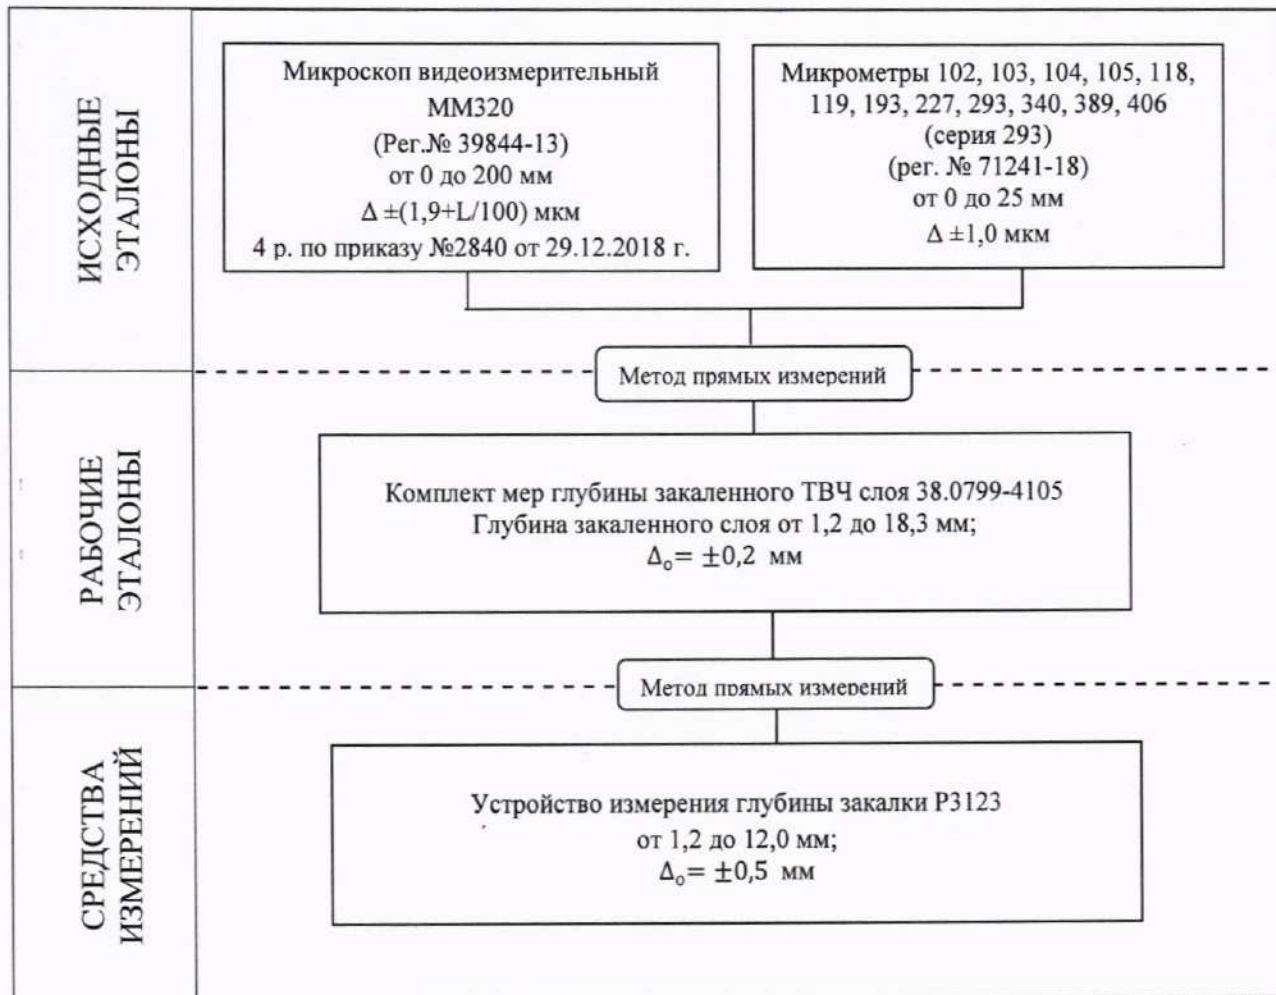 ИСХОДНЫЕ
ЭТАЛОНЫ
Микроскоп видеоизмерительный
ММ320
(Рег.№ 39844-13)
от 0 до 200 мм
Δ ±(1,9+L/100) мкм
4 р. по приказу №2840 от 29.12.2018 г.
Микрометры 102, 103, 104, 105, 118,
119, 193, 227, 293, 340, 389, 406
(серия 293)
(рег. № 71241-18)
от 0 до 25 мм
Δ ±1,0 мкм
Метод прямых измерений
РАБОЧИЕ
ЭТАЛОНЫ
Комплект мер глубины закаленного ТВЧ слоя 38.0799-4105
Глубина закаленного слоя от 1,2 до 18,3 мм;
Δₒ= ±0,2 мм
Метод прямых измерений
СРЕДСТВА
ИЗМЕРЕНИЙ
Устройство измерения глубины закалки Р3123
от 1,2 до 12,0 мм;
Δₒ= ±0,5 мм